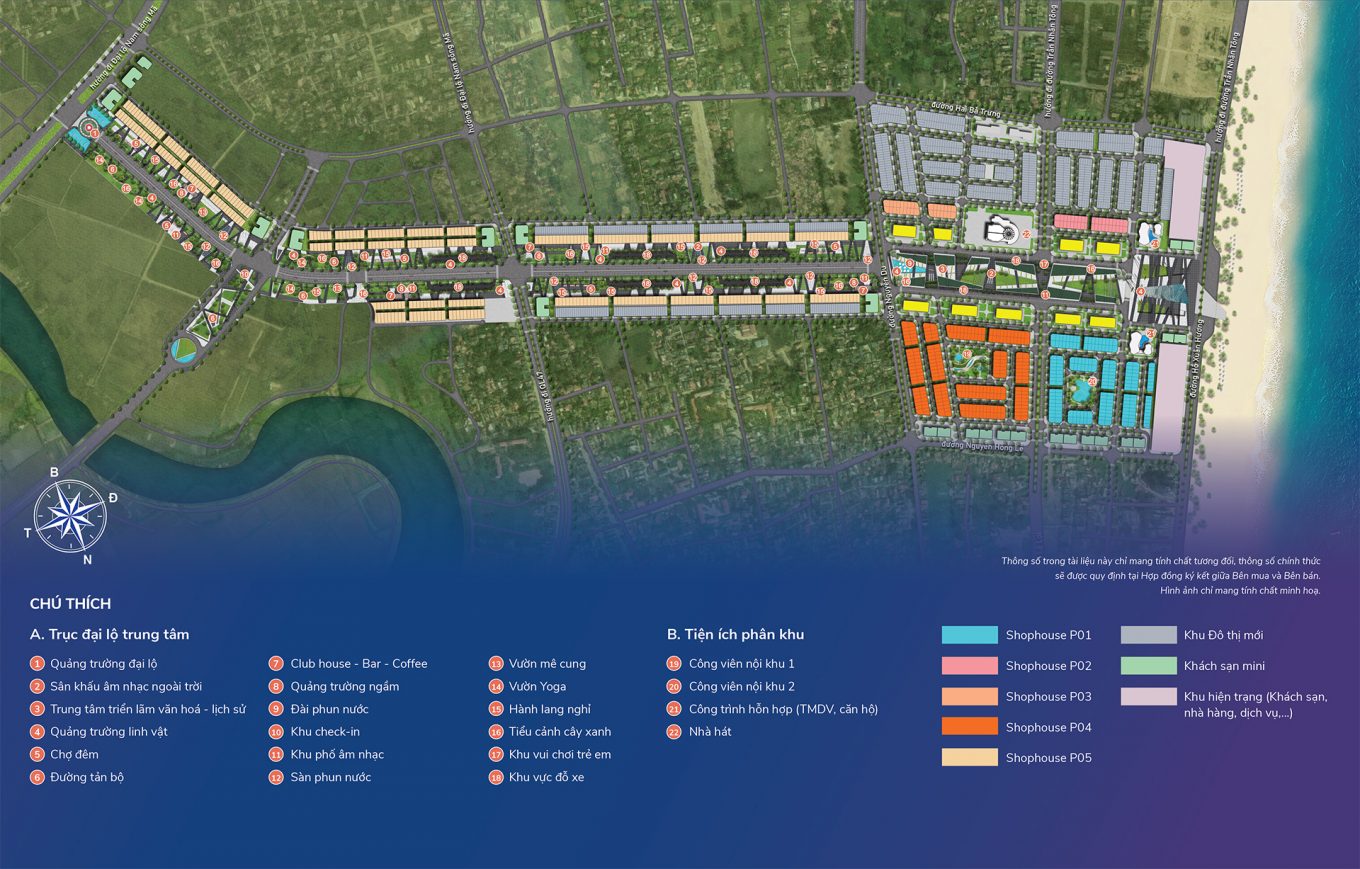 hướng đi Đại lộ Nam sông Mã
hướng đi Đại lộ Nam sông Mã
hướng đi đường Trần Nhân Tông
hướng đi đường Trần Nhân Tông
đường Hai Bà Trưng
đường Nguyễn Du
đường Hồ Xuân Hương
hướng đi QL47
đường Nguyễn Hồng Lễ
B
Đ
T
N
Thông số trong tài liệu này chỉ mang tính chất tương đối, thông số chính thức
sẽ được quy định tại Hợp đồng ký kết giữa Bên mua và Bên bán.
Hình ảnh chỉ mang tính chất minh hoạ.
CHÚ THÍCH
A. Trục đại lộ trung tâm
1 Quảng trường đại lộ
2 Sân khấu âm nhạc ngoài trời
3 Trung tâm triển lãm văn hoá - lịch sử
4 Quảng trường linh vật
5 Chợ đêm
6 Đường tản bộ
7 Club house - Bar - Coffee
8 Quảng trường ngầm
9 Đài phun nước
10 Khu check-in
11 Khu phố âm nhạc
12 Sàn phun nước
13 Vườn mê cung
14 Vườn Yoga
15 Hành lang nghỉ
16 Tiểu cảnh cây xanh
17 Khu vui chơi trẻ em
18 Khu vực đỗ xe
B. Tiện ích phân khu
19 Công viên nội khu 1
20 Công viên nội khu 2
21 Công trình hỗn hợp (TMDV, căn hộ)
22 Nhà hát
Shophouse P01
Shophouse P02
Shophouse P03
Shophouse P04
Shophouse P05
Khu Đô thị mới
Khách sạn mini
Khu hiện trạng (Khách sạn,
nhà hàng, dịch vụ,...)